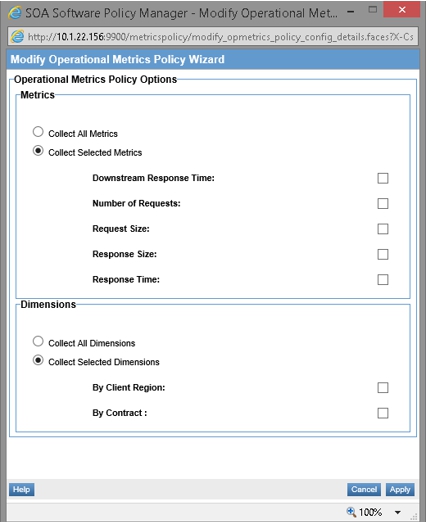 SOA Software Policy Manager - Modify Operational Met...
http://10.1.22.156:9900/metricspolicy/modify_opmetrics_policy_config_details.faces?X-Cs
Modify Operational Metrics Policy Wizard
Operational Metrics Policy Options
Metrics
Collect All Metrics
Collect Selected Metrics
Downstream Response Time:
Number of Requests:
Request Size:
Response Size:
Response Time:
Dimensions
Collect All Dimensions
Collect Selected Dimensions
By Client Region:
By Contract :
Help Cancel Apply
100%